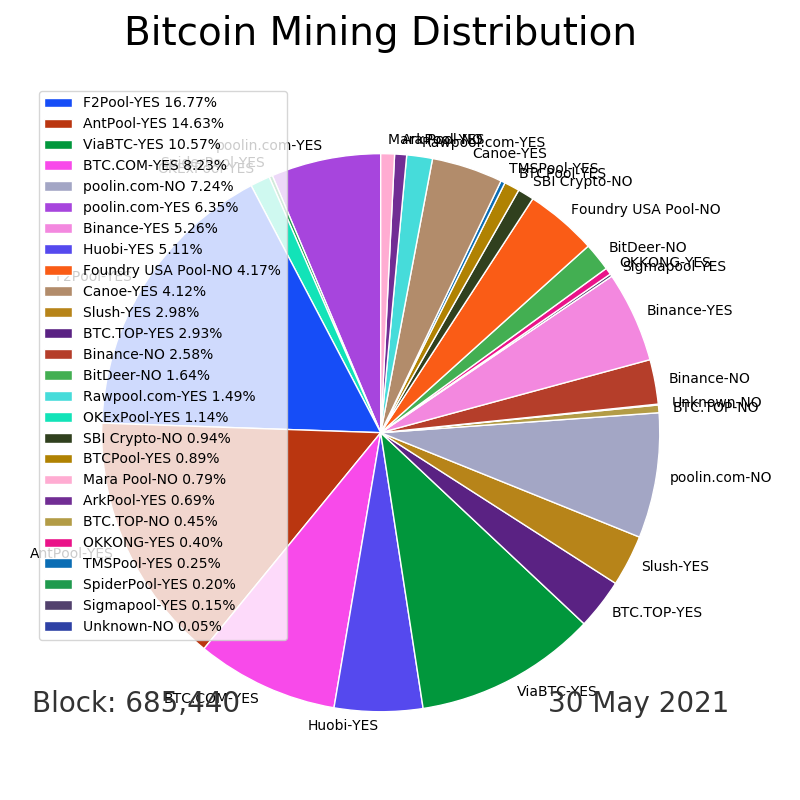 Bitcoin Mining Distribution
F2Pool-YES 16.77%
AntPool-YES 14.63%
ViaBTC-YES 10.57%
BTC.COM-YES 8.23%
poolin.com-NO 7.24%
poolin.com-YES 6.35%
Binance-YES 5.26%
Huobi-YES 5.11%
Foundry USA Pool-NO 4.17%
Canoe-YES 4.12%
Slush-YES 2.98%
BTC.TOP-YES 2.93%
Binance-NO 2.58%
BitDeer-NO 1.64%
Rawpool.com-YES 1.49%
OKExPool-YES 1.14%
SBI Crypto-NO 0.94%
BTCPool-YES 0.89%
Mara Pool-NO 0.79%
ArkPool-YES 0.69%
BTC.TOP-NO 0.45%
OKKONG-YES 0.40%
TMSPool-YES 0.25%
SpiderPool-YES 0.20%
Sigmapool-YES 0.15%
Unknown-NO 0.05%
Mara Pool-NO
ArkPool-YES
Rawpool.com-YES
Canoe-YES
TMSPool-YES
BTCPool-YES
SBI Crypto-NO
Foundry USA Pool-NO
BitDeer-NO
OKKONG-YES
Sigmapool-YES
Binance-YES
Binance-NO
Unknown-NO
BTC.TOP-NO
poolin.com-NO
Slush-YES
BTC.TOP-YES
ViaBTC-YES
Huobi-YES
BTC.COM-YES
AntPool-YES
F2Pool-YES
OKExPool-YES
SpiderPool-YES
poolin.com-YES
Block: 685,440
30 May 2021